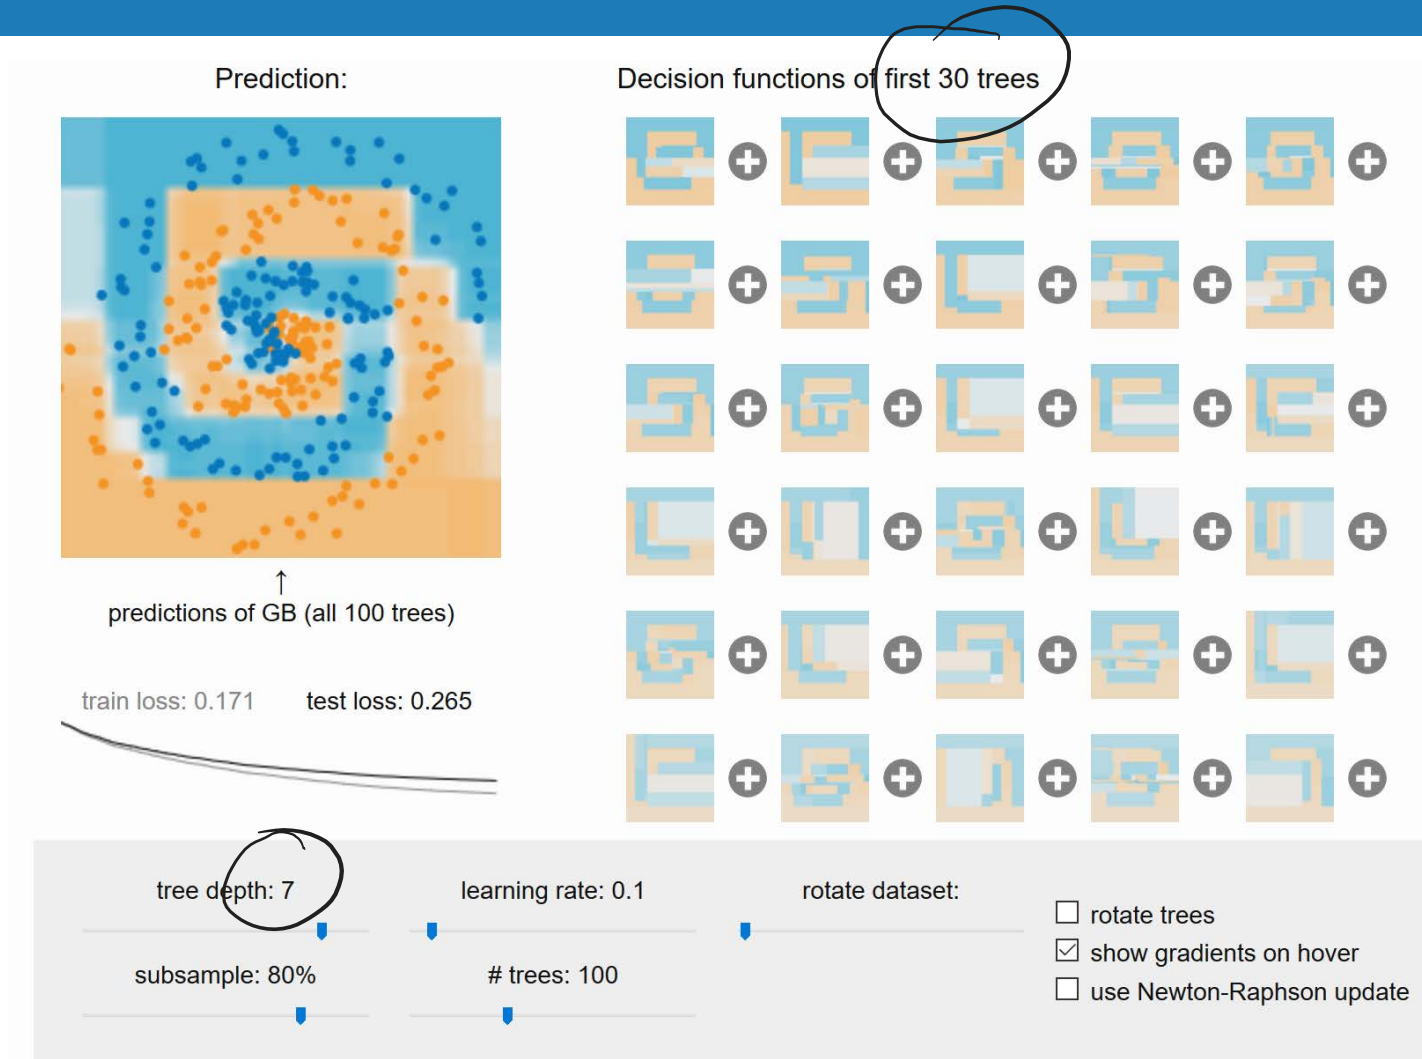 Prediction:
Decision functions of first 30 trees
↑
predictions of GB (all 100 trees)
train loss: 0.171 test loss: 0.265
tree depth: 7 learning rate: 0.1 rotate dataset:
rotate trees
show gradients on hover
subsample: 80% # trees: 100
use Newton-Raphson update